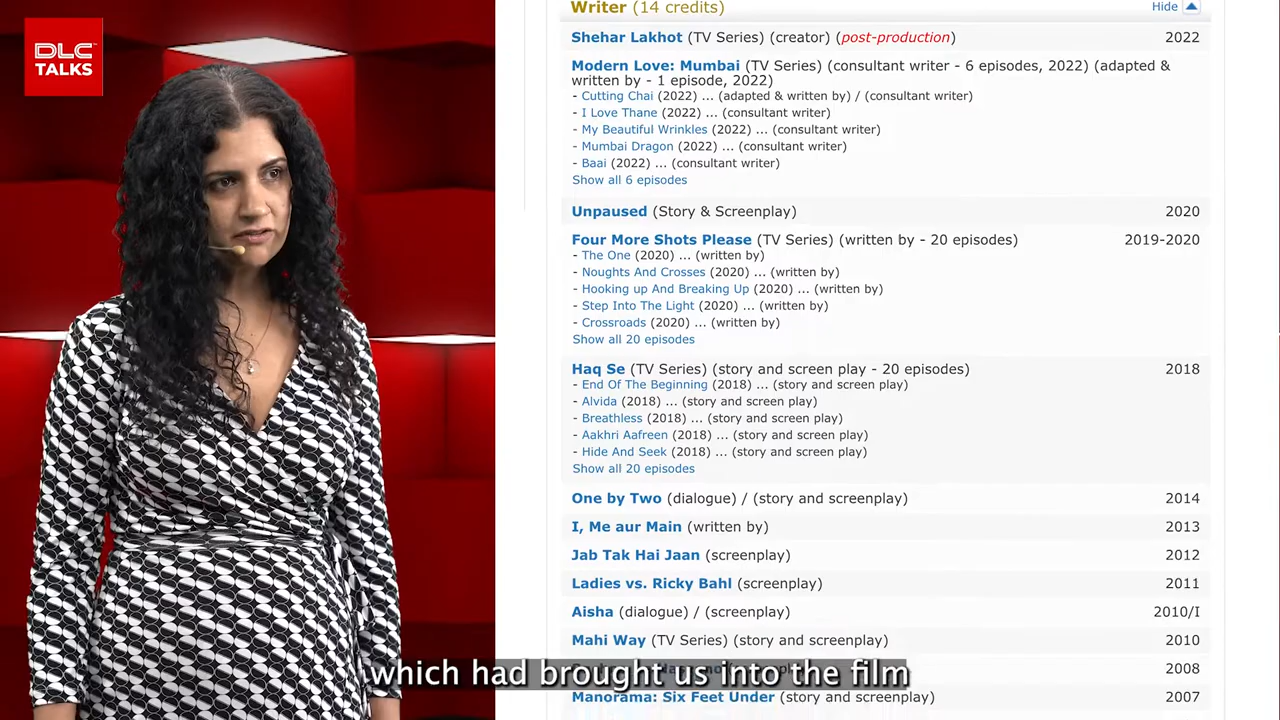 DLC
TALKS
Writer (14 credits)
Hide
Shehar Lakhot (TV Series) (creator) (post-production)
2022
Modern Love: Mumbai (TV Series) (consultant writer - 6 episodes, 2022) (adapted &
written by - 1 episode, 2022)
- Cutting Chai (2022) ... (adapted & written by) / (consultant writer)
- I Love Thane (2022) ... (consultant writer)
- My Beautiful Wrinkles (2022) ... (consultant writer)
- Mumbai Dragon (2022) ... (consultant writer)
- Baai (2022) ... (consultant writer)
Show all 6 episodes
Unpaused (Story & Screenplay)
2020
Four More Shots Please (TV Series) (written by - 20 episodes)
2019-2020
- The One (2020) ... (written by)
- Noughts And Crosses (2020) ... (written by)
- Hooking up And Breaking Up (2020) ... (written by)
- Step Into The Light (2020) ... (written by)
- Crossroads (2020) ... (written by)
Show all 20 episodes
Haq Se (TV Series) (story and screen play - 20 episodes)
2018
- End Of The Beginning (2018) ... (story and screen play)
- Alvida (2018) ... (story and screen play)
- Breathless (2018) ... (story and screen play)
- Aakhri Aafreen (2018) ... (story and screen play)
- Hide And Seek (2018) ... (story and screen play)
Show all 20 episodes
One by Two (dialogue) / (story and screenplay)
2014
I, Me aur Main (written by)
2013
Jab Tak Hai Jaan (screenplay)
2012
Ladies vs. Ricky Bahl (screenplay)
2011
Aisha (dialogue) / (screenplay)
2010/I
Mahi Way (TV Series) (story and screenplay)
2010
2008
which had brought us into the film
Manorama: Six Feet Under (story and screenplay)
2007